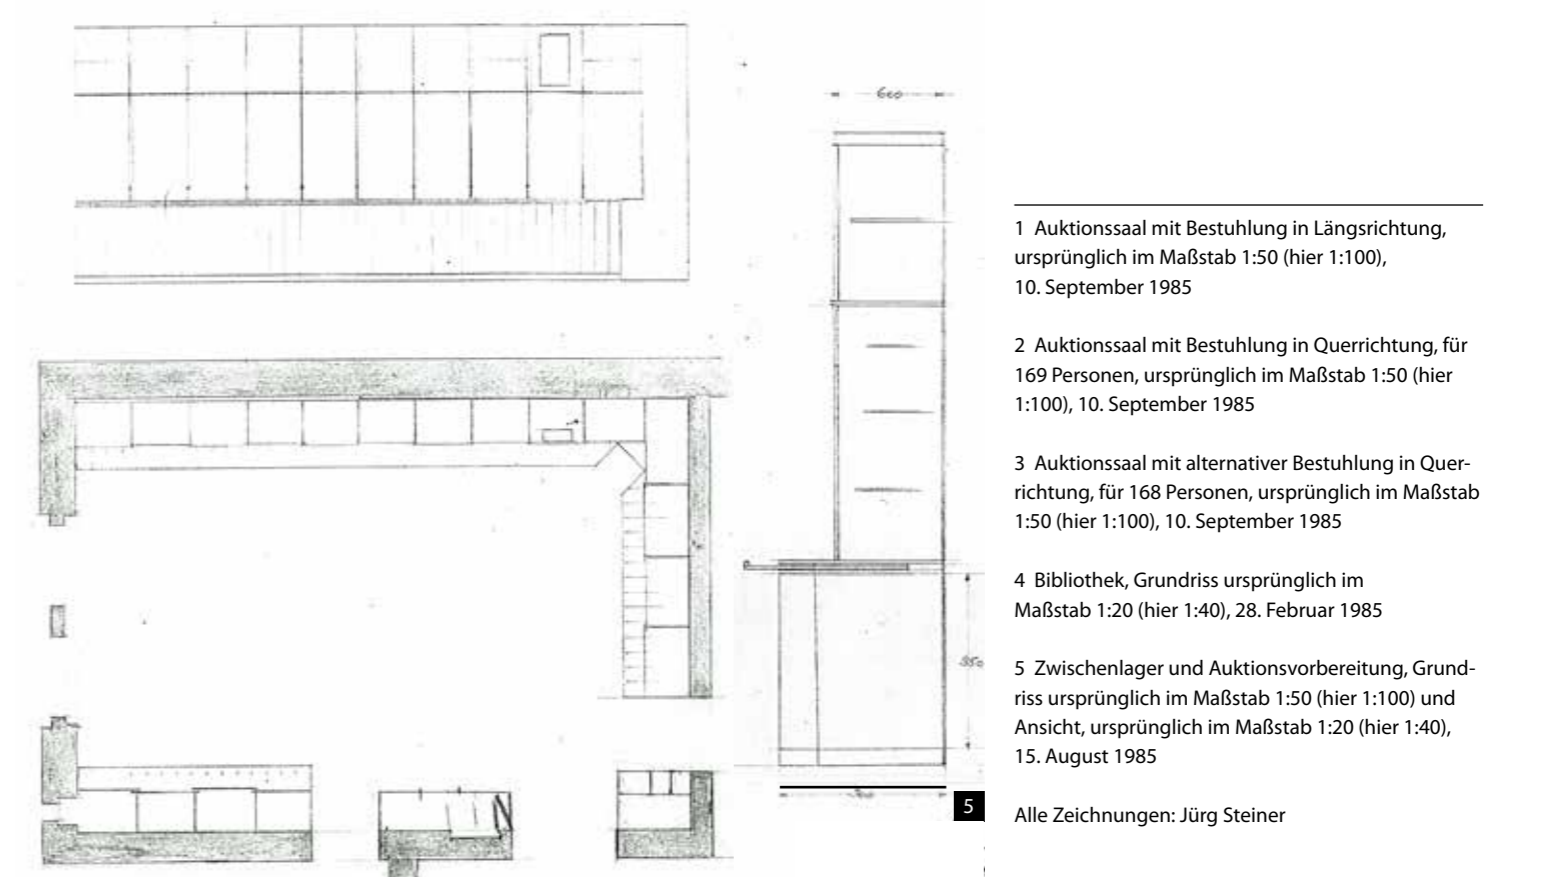 600
350
5
1 Auktionssaal mit Bestuhlung in Längsrichtung,
ursprünglich im Maßstab 1:50 (hier 1:100),
10. September 1985
2 Auktionssaal mit Bestuhlung in Querrichtung, für
169 Personen, ursprünglich im Maßstab 1:50 (hier
1:100), 10. September 1985
3 Auktionssaal mit alternativer Bestuhlung in Quer-
richtung, für 168 Personen, ursprünglich im Maßstab
1:50 (hier 1:100), 10. September 1985
4 Bibliothek, Grundriss ursprünglich im
Maßstab 1:20 (hier 1:40), 28. Februar 1985
5 Zwischenlager und Auktionsvorbereitung, Grund-
riss ursprünglich im Maßstab 1:50 (hier 1:100) und
Ansicht, ursprünglich im Maßstab 1:20 (hier 1:40),
15. August 1985
Alle Zeichnungen: Jürg Steiner